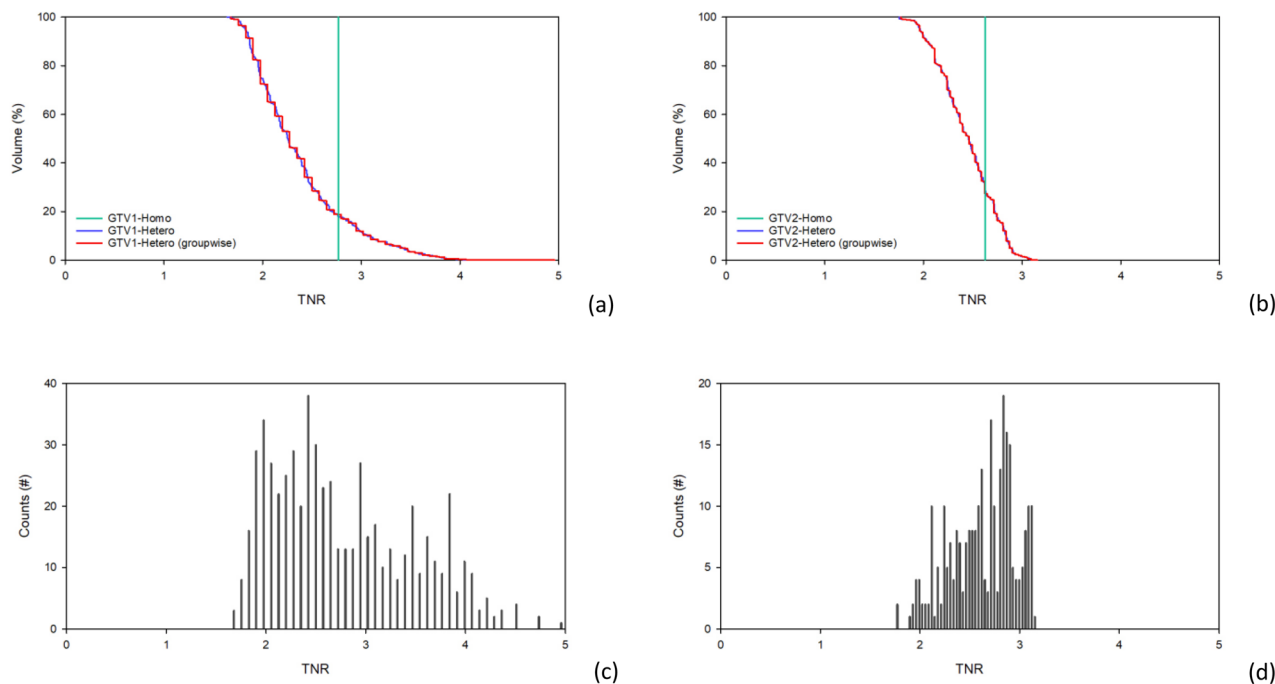 100
80
60
40
20
0
Volume (%)
GTV1-Homo
GTV1-Hetero
GTV1-Hetero (groupwise)
0 1 2 3 4 5
TNR
(a)
100
80
60
40
20
0
Volume (%)
GTV2-Homo
GTV2-Hetero
GTV2-Hetero (groupwise)
0 1 2 3 4 5
TNR
(b)
40
30
20
10
0
Counts (#)
0 1 2 3 4 5
TNR
(c)
20
15
10
5
0
Counts (#)
0 1 2 3 4 5
TNR
(d)